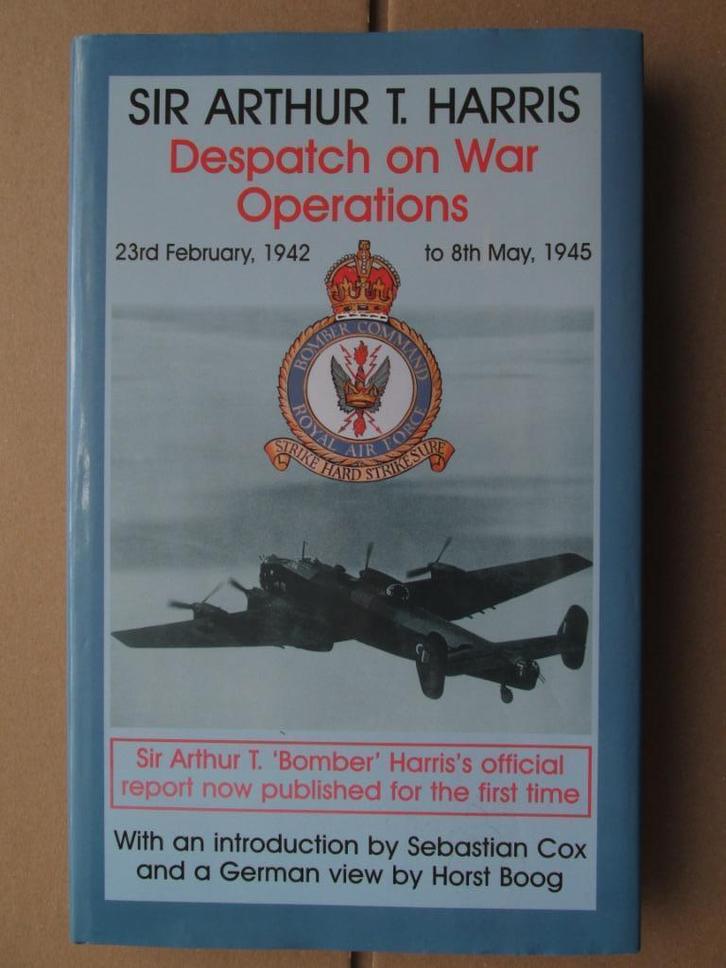 SIR ARTHUR T. HARRIS
Despatch on War
Operations
23rd February, 1942 to 8th May, 1945
BOMBER COMMAND
ROYAL AIR FORCE
STRIKE HARD STRIKE SURE
Sir Arthur T. 'Bomber' Harris's official
report now published for the first time
With an introduction by Sebastian Cox
and a German view by Horst Boog